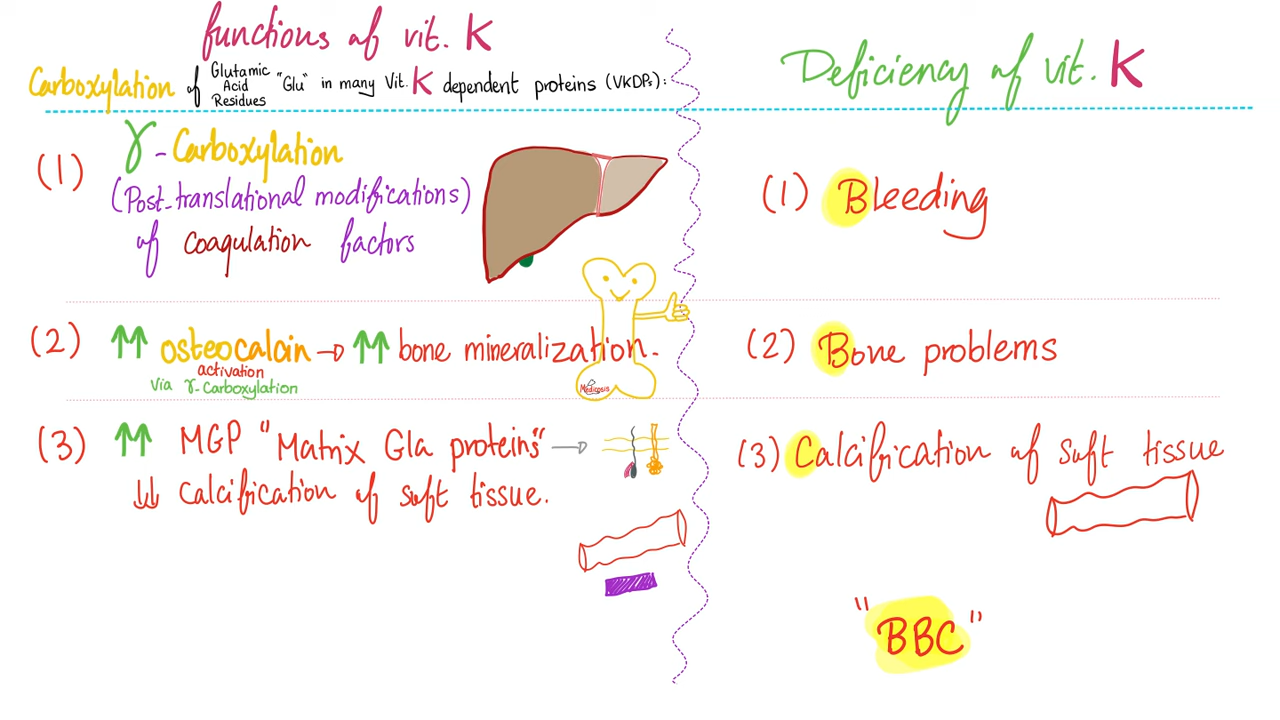 functions of vit. K
Carboxylation of Glutamic Acid Residues "Glu" in many Vit. K dependent proteins (VKDPs):
(1) γ-Carboxylation
(Post-translational modifications)
of coagulation factors
(2) ↑↑ osteocalcin → ↑↑ bone mineralization.
activation
Via γ-Carboxylation
Medicosis
(3) ↑↑ MGP "Matrix Gla proteins" →
↓↓ Calcification of soft tissue.
Deficiency of vit. K
(1) Bleeding
(2) Bone problems
(3) Calcification of soft tissue
"BBC"